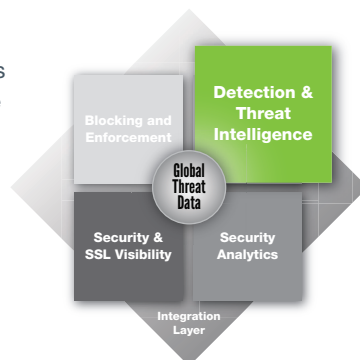 s
Blocking and
Enforcement
Detection &
Threat
Intelligence
Global
Threat
Data
Security &
SSL Visibility
Security
Analytics
Integration
Layer